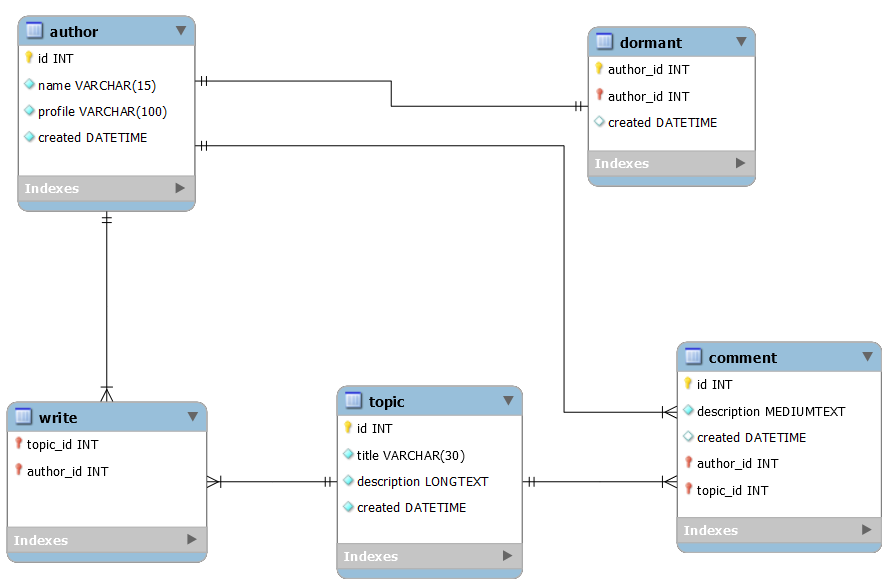 author
id INT
name VARCHAR(15)
profile VARCHAR(100)
created DATETIME
Indexes
dormant
author_id INT
author_id INT
created DATETIME
Indexes
write
topic_id INT
author_id INT
Indexes
topic
id INT
title VARCHAR(30)
description LONGTEXT
created DATETIME
Indexes
comment
id INT
description MEDIUMTEXT
created DATETIME
author_id INT
topic_id INT
Indexes